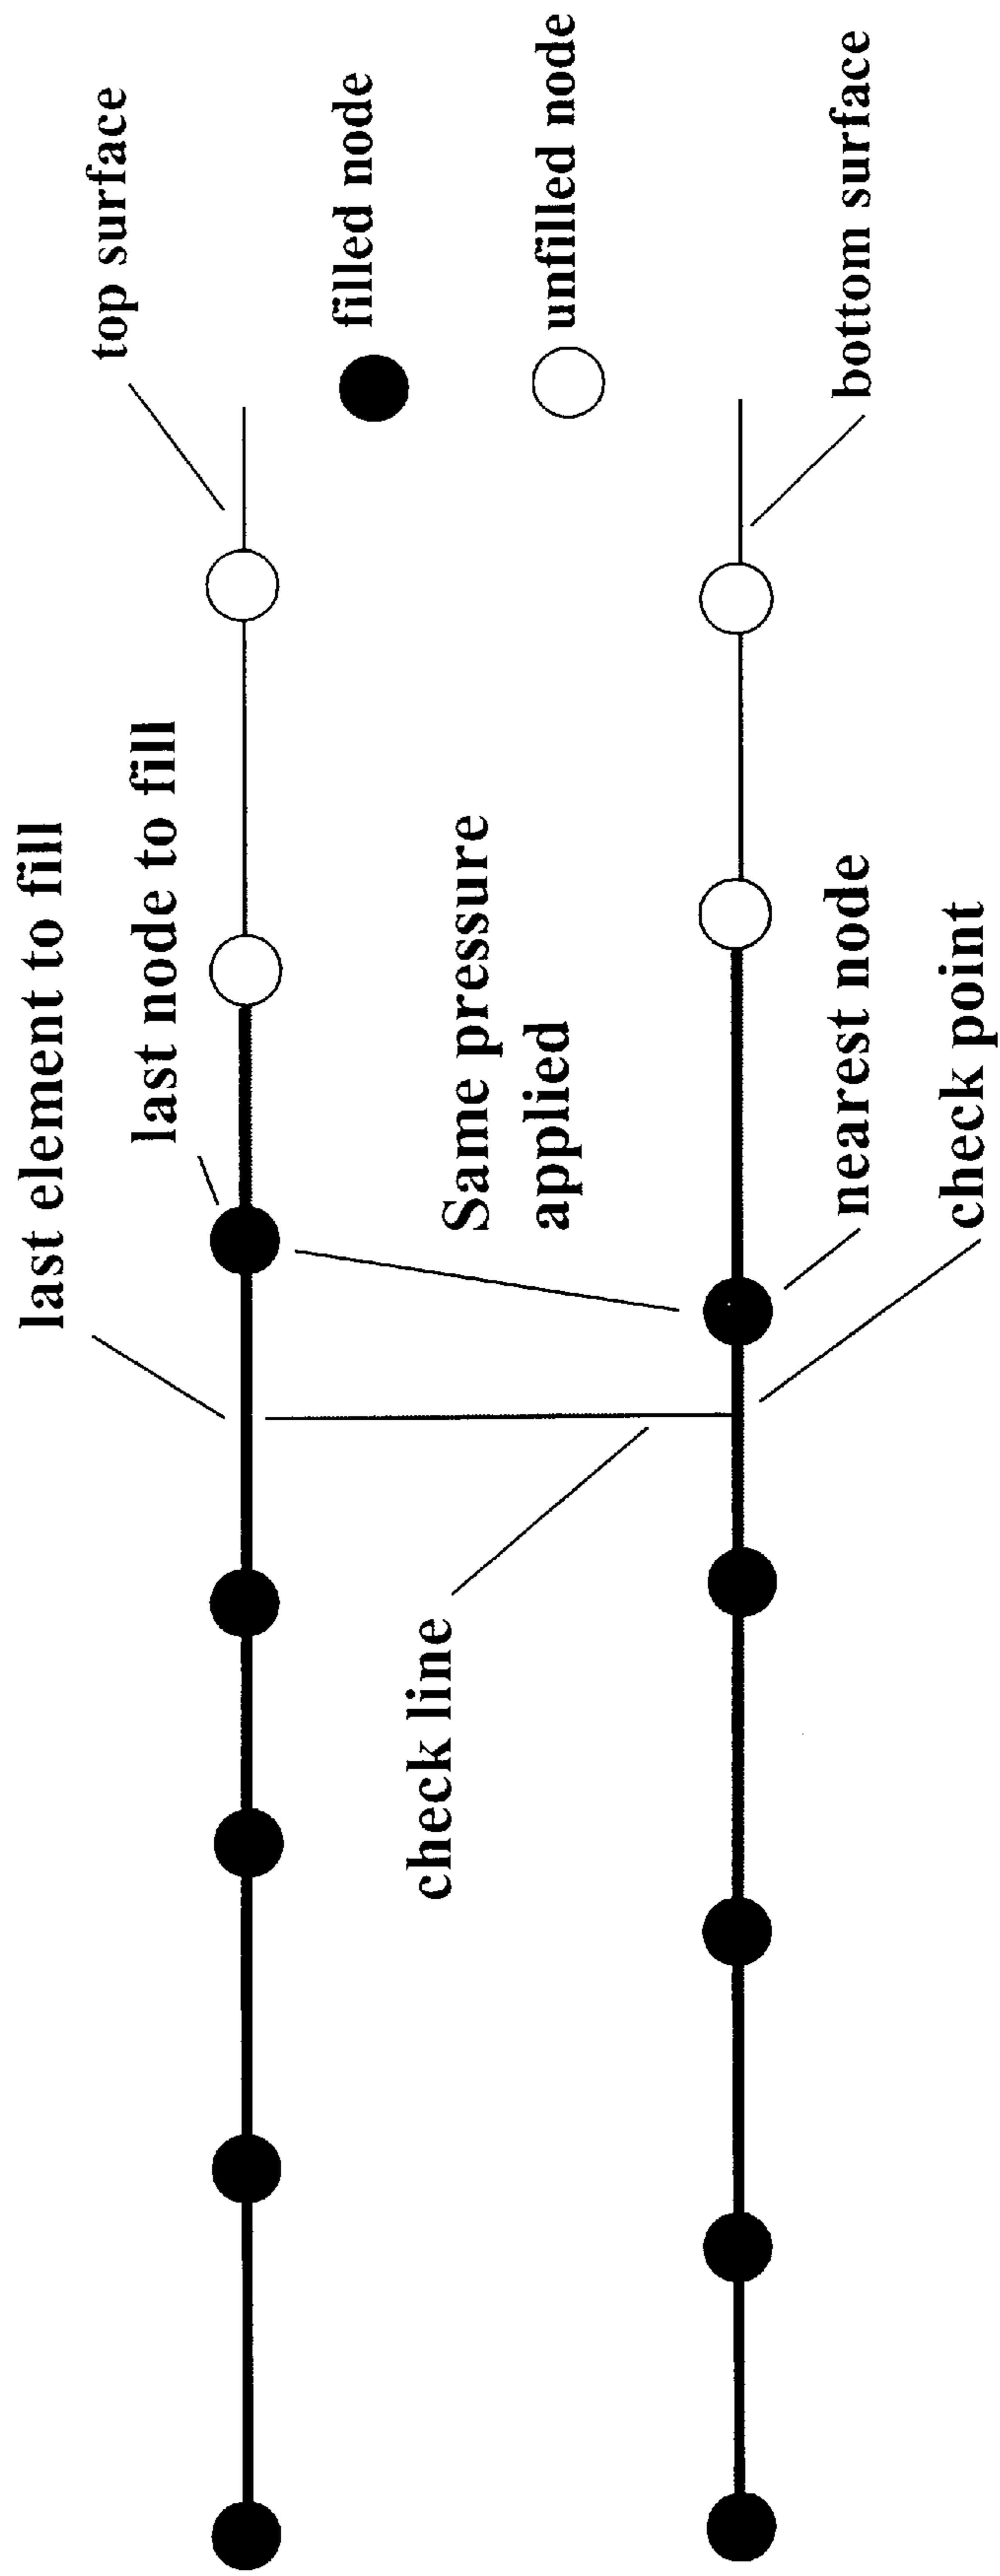 last element to fill
top surface
last node to fill
filled node
check line
Same pressure
applied
unfilled node
nearest node
bottom surface
check point